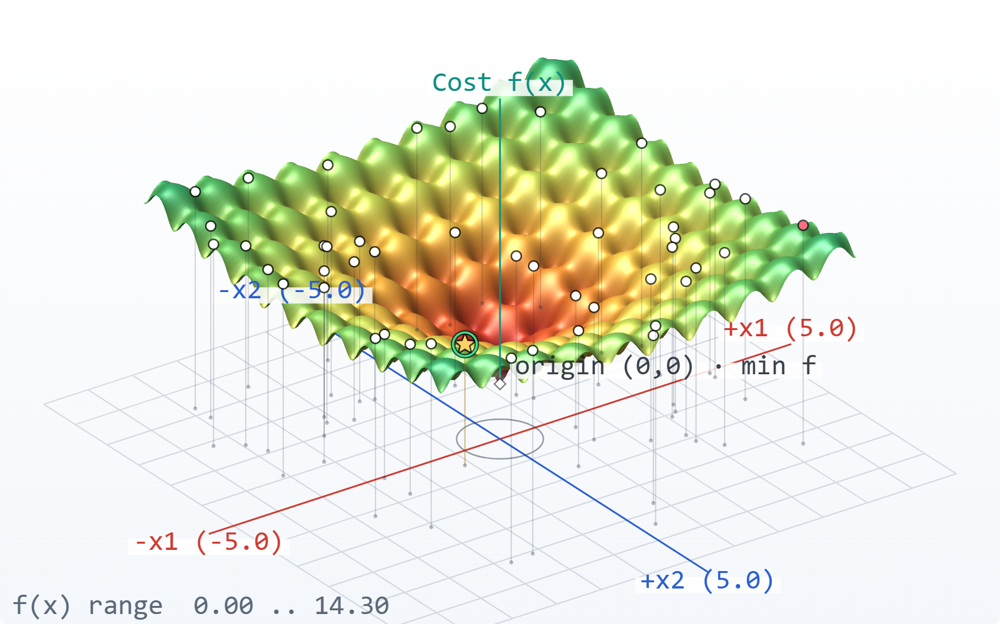 Cost f(x)
-x2 (-5.0)
+x1 (5.0)
origin (0,0) · min f
-x1 (-5.0)
+x2 (5.0)
f(x) range  0.00 .. 14.30